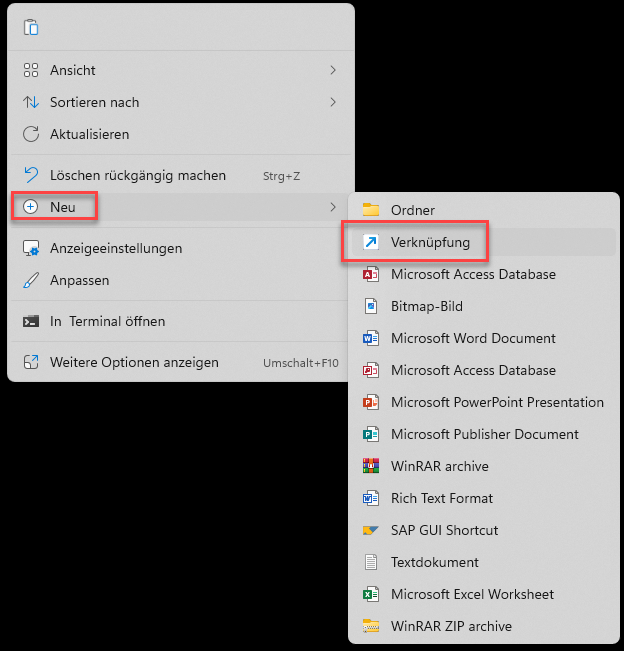 Ansicht
Sortieren nach
Aktualisieren
Löschen rückgängig machen Strg+Z
Neu
Anzeigeeinstellungen
Anpassen
In Terminal öffnen
Weitere Optionen anzeigen Umschalt+F10
Ordner
Verknüpfung
Microsoft Access Database
Bitmap-Bild
Microsoft Word Document
Microsoft Access Database
Microsoft PowerPoint Presentation
Microsoft Publisher Document
WinRAR archive
Rich Text Format
SAP GUI Shortcut
Textdokument
Microsoft Excel Worksheet
WinRAR ZIP archive